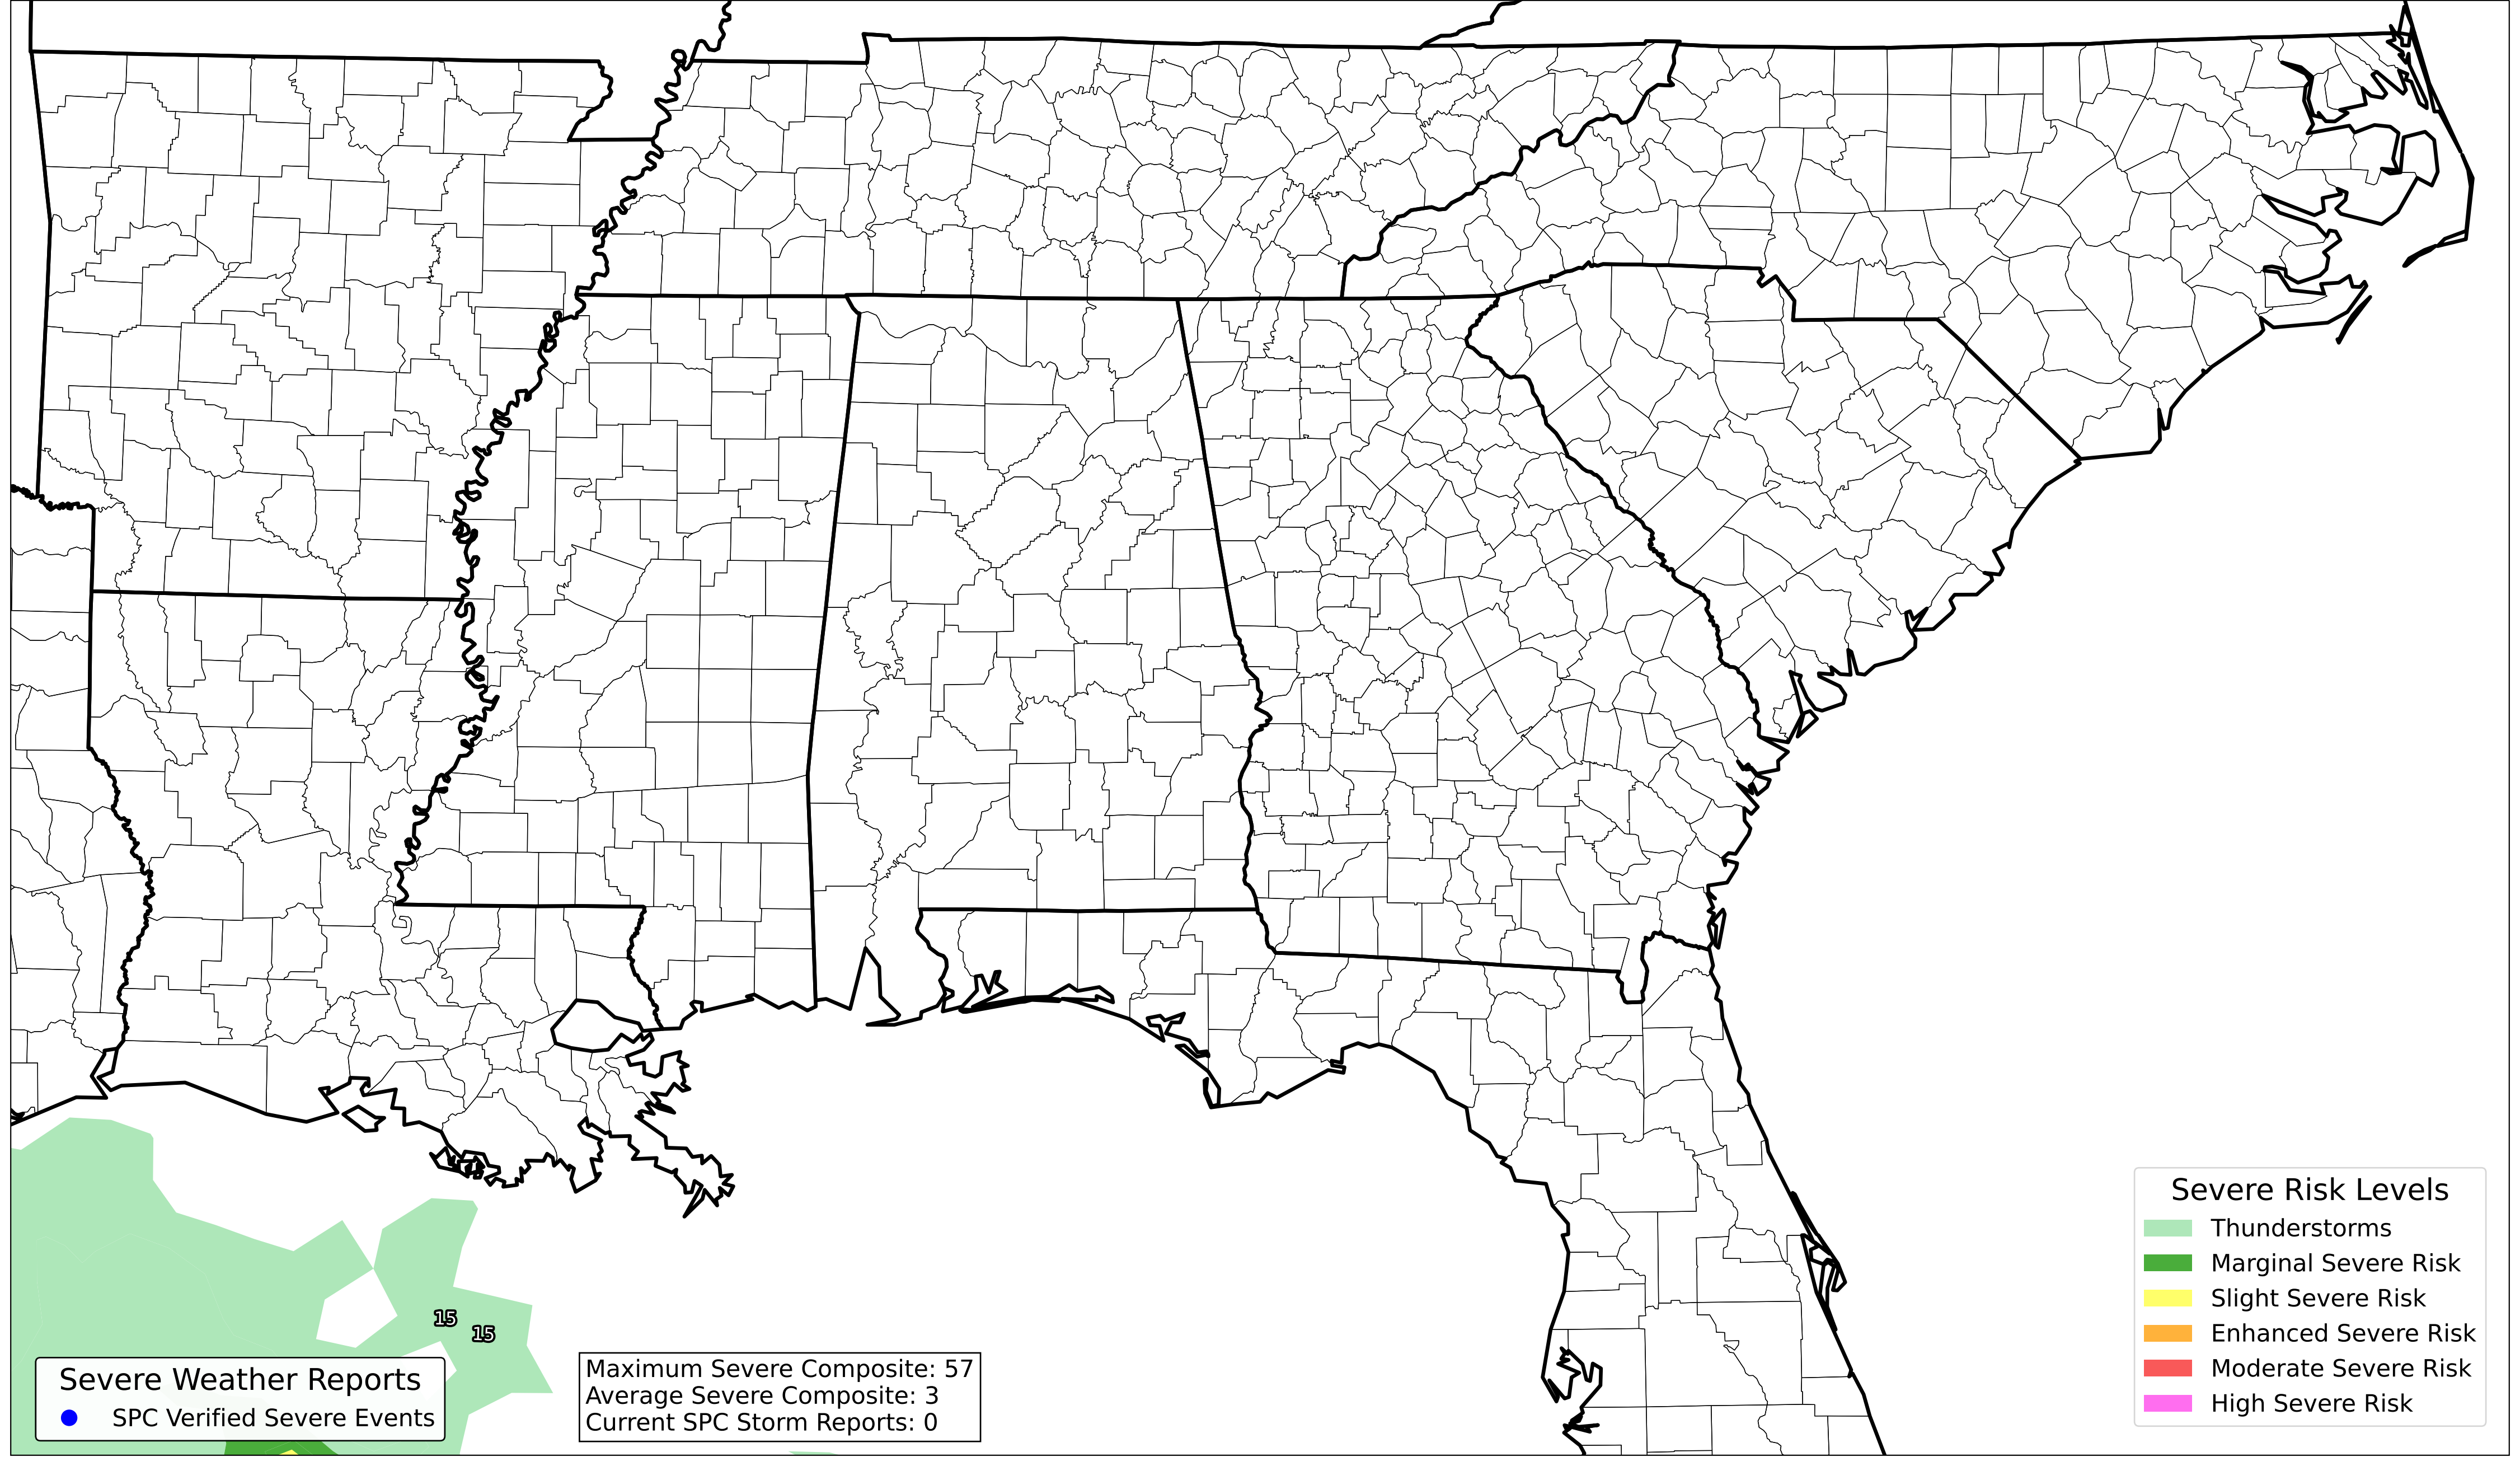 15
15
Severe Weather Reports
SPC Verified Severe Events
Maximum Severe Composite: 57
Average Severe Composite: 3
Current SPC Storm Reports: 0
Severe Risk Levels
Thunderstorms
Marginal Severe Risk
Slight Severe Risk
Enhanced Severe Risk
Moderate Severe Risk
High Severe Risk